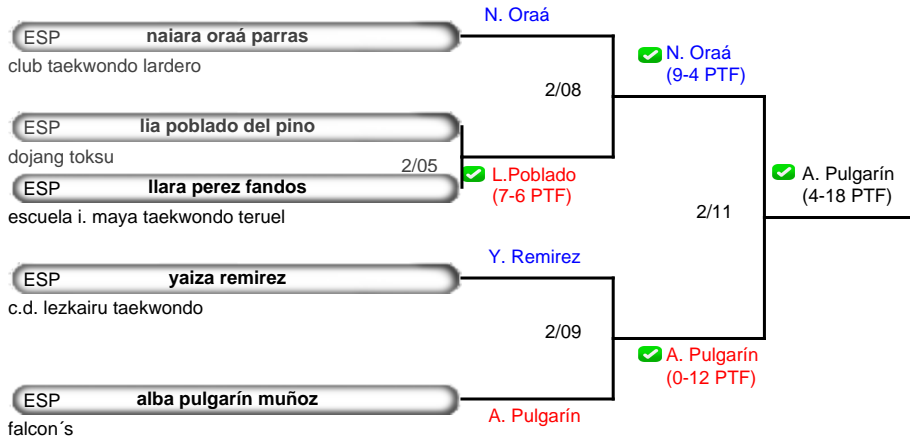 N. Oraá
ESP naiara oraá parras
club taekwondo lardero
N. Oraá
(9-4 PTF)
2/08
ESP lia poblado del pino
dojang toksu
2/05
L.Poblado
(7-6 PTF)
ESP llara perez fandos
escuela i. maya taekwondo teruel
A. Pulgarín
(4-18 PTF)
2/11
Y. Remirez
ESP yaiza remirez
c.d. lezkairu taekwondo
2/09
A. Pulgarín
(0-12 PTF)
ESP alba pulgarín muñoz
A. Pulgarín
falcon´s